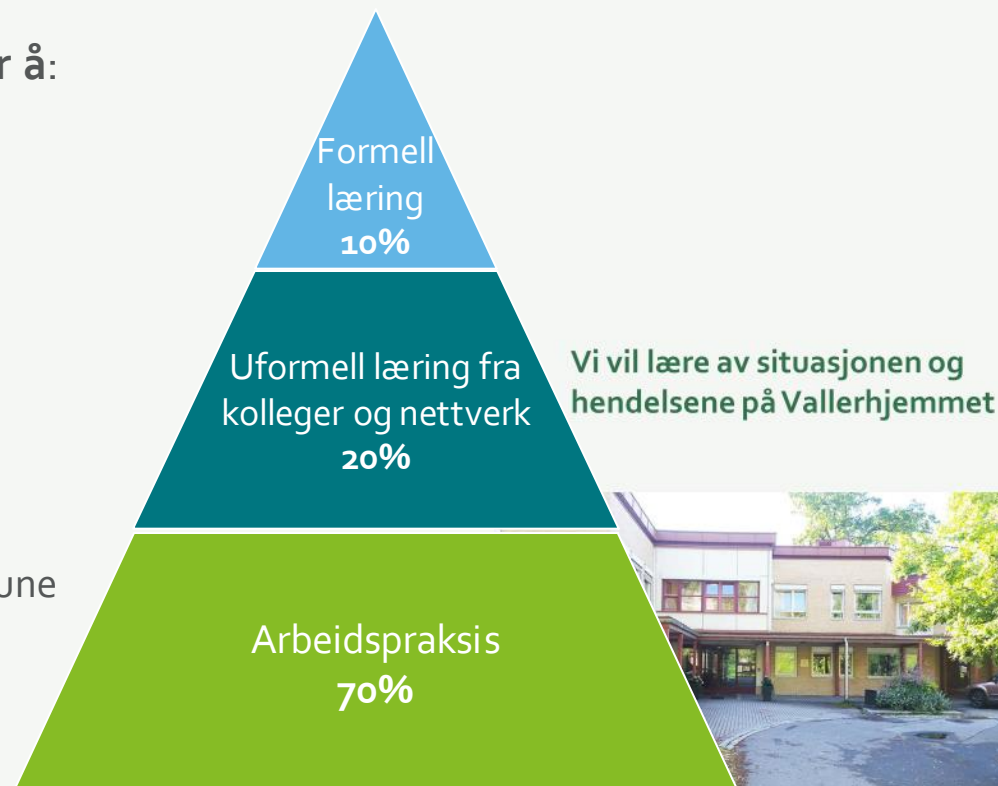 r å:
Formell
læring
10%
Uformell læring fra
kolleger og nettverk
20%
Vi vil lære av situasjonen og
hendelsene på Vallerhjemmet
une
Arbeidspraksis
70%